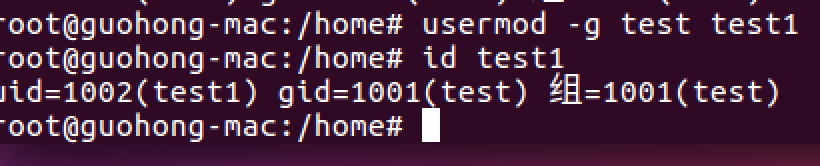 root@guohong-mac:/home# usermod -g test test1
root@guohong-mac:/home# id test1
uid=1002(test1) gid=1001(test) 组=1001(test)
root@guohong-mac:/home#